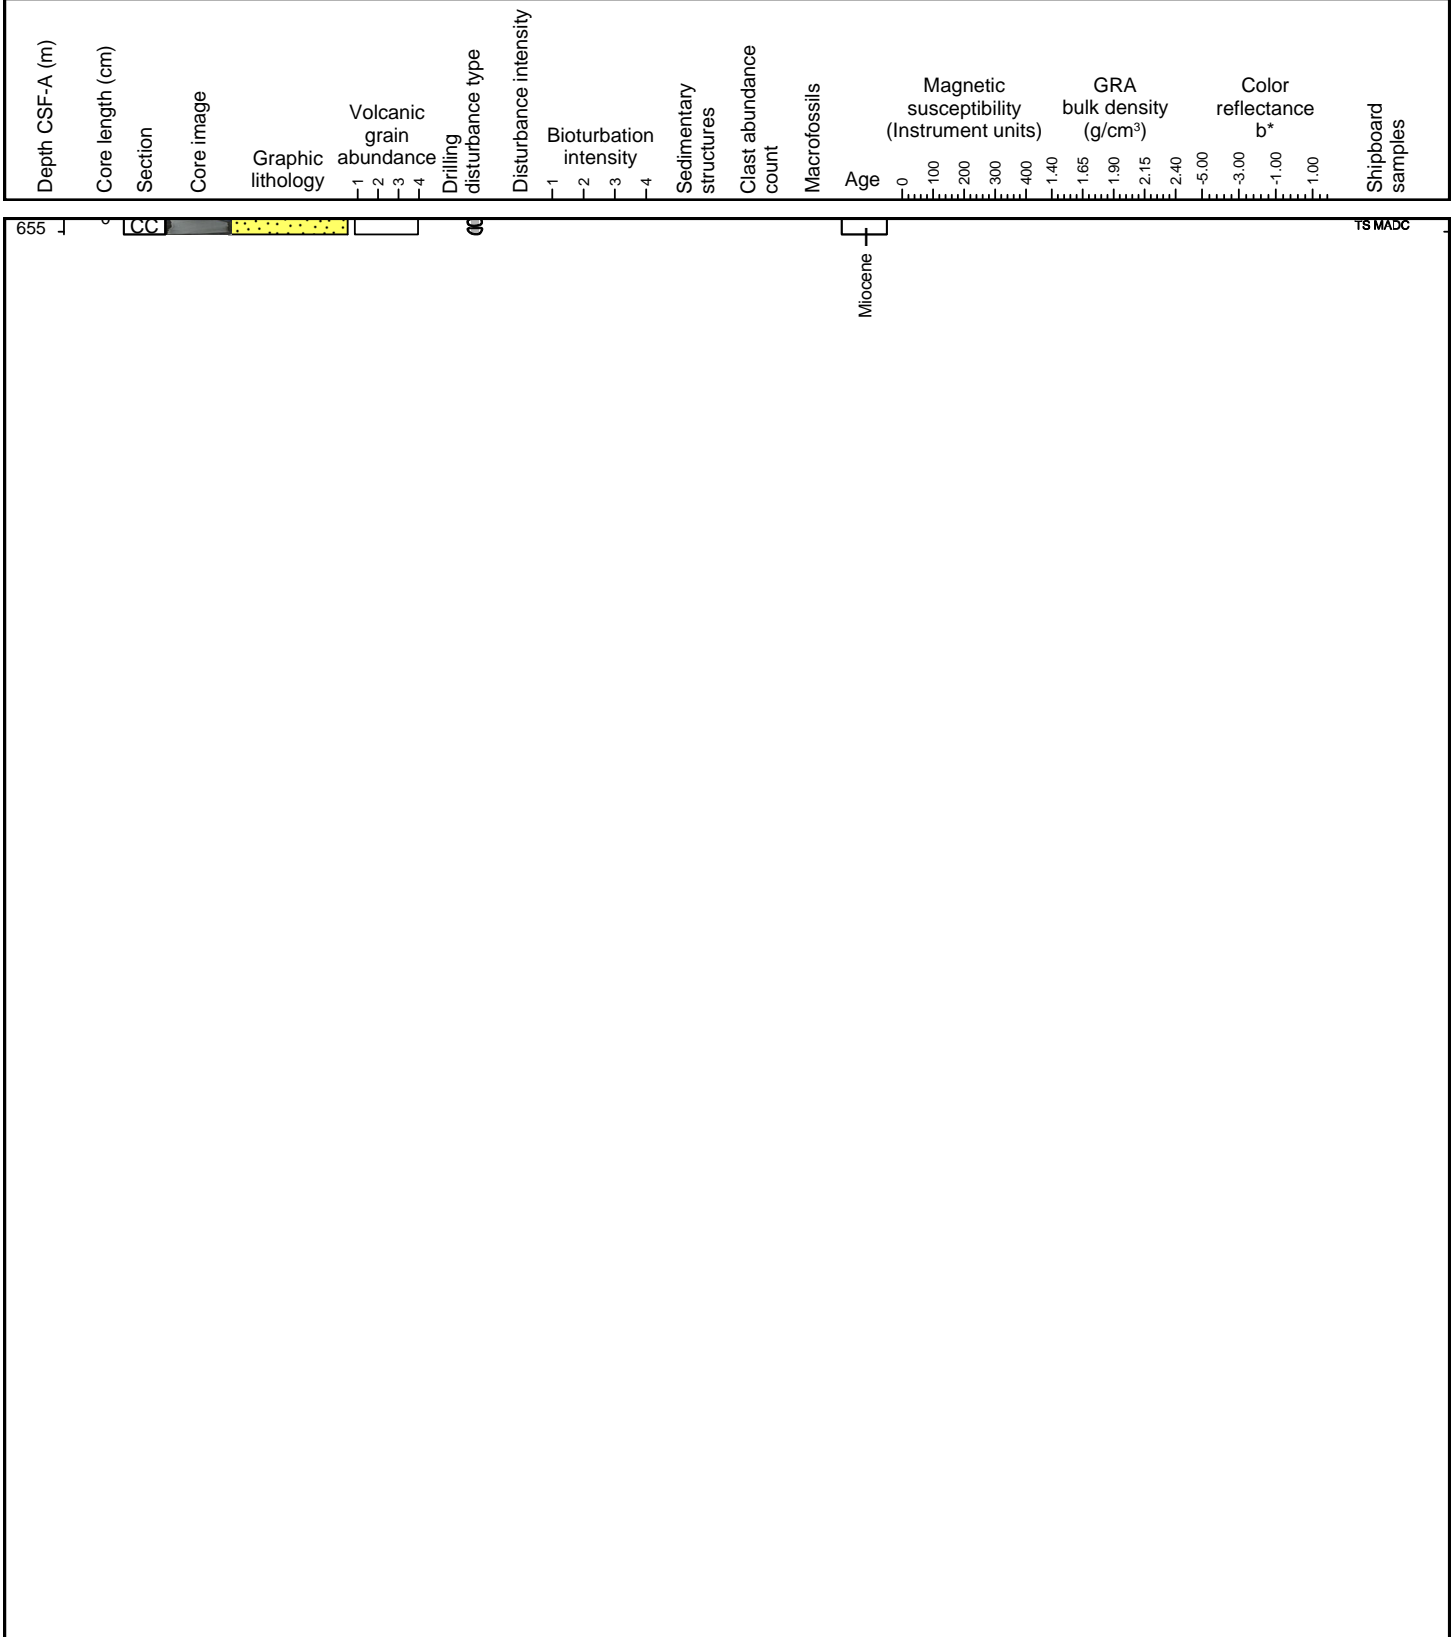 Depth CSF-A (m)
Core length (cm)
Section
Core image
Graphic
lithology
Volcanic
grain
abundance
1
2
3
4
Drilling
disturbance type
Disturbance intensity
Bioturbation
intensity
1
2
3
4
Sedimentary
structures
Clast abundance
count
Macrofossils
Age
Magnetic
susceptibility
(Instrument units)
0
100
200
300
400
GRA
bulk density
(g/cm³)
1.40
1.65
1.90
2.15
2.40
Color
reflectance
b*
-5.00
-3.00
-1.00
1.00
Shipboard
samples
655
CC
TS MADC
Miocene